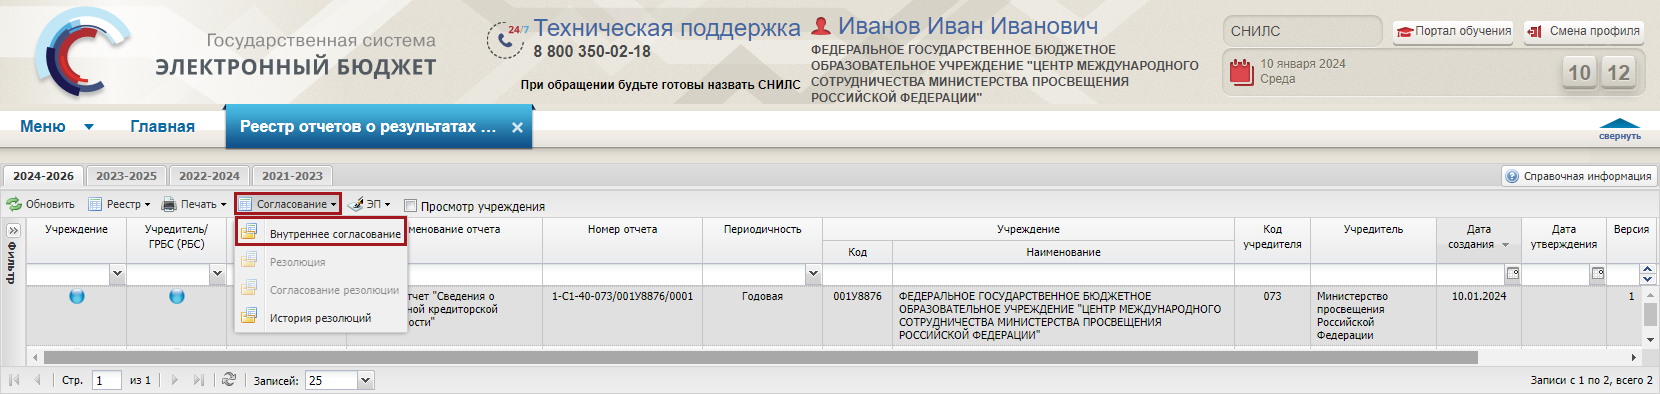 Государственная система
ЭЛЕКТРОННЫЙ БЮДЖЕТ
24/7
Техническая поддержка
8 800 350-02-18
При обращении будьте готовы назвать СНИЛС
Иванов Иван Иванович
ФЕДЕРАЛЬНОЕ ГОСУДАРСТВЕННОЕ БЮДЖЕТНОЕ
ОБРАЗОВАТЕЛЬНОЕ УЧРЕЖДЕНИЕ "ЦЕНТР МЕЖДУНАРОДНОГО
СОТРУДНИЧЕСТВА МИНИСТЕРСТВА ПРОСВЕЩЕНИЯ
РОССИЙСКОЙ ФЕДЕРАЦИИ"
СНИЛС
Портал обучения
Смена профиля
10 января 2024
Среда
10 12
Меню
Главная
Реестр отчетов о результатах ...
свернуть
2024-2026
2023-2025
2022-2024
2021-2023
Справочная информация
Обновить
Реестр
Печать
Согласование
ЭП
Просмотр учреждения
Внутреннее согласование
Резолюция
Согласование резолюции
История резолюций
Фильтр
Учреждение
Учредитель/
ГРБС (РБС)
менование отчета
Номер отчета
Периодичность
Учреждение
Код
Наименование
Код
учредителя
Учредитель
Дата
создания
Дата
утверждения
Версия
тчет "Сведения о
ной кредиторской
ости"
1-С1-40-073/001У8876/0001
Годовая
001У8876
ФЕДЕРАЛЬНОЕ ГОСУДАРСТВЕННОЕ БЮДЖЕТНОЕ
ОБРАЗОВАТЕЛЬНОЕ УЧРЕЖДЕНИЕ "ЦЕНТР МЕЖДУНАРОДНОГО
СОТРУДНИЧЕСТВА МИНИСТЕРСТВА ПРОСВЕЩЕНИЯ
РОССИЙСКОЙ ФЕДЕРАЦИИ"
073
Министерство
просвещения
Российской
Федерации
10.01.2024
1
Стр. 1 из 1
Записей: 25
Записи с 1 по 2, всего 2